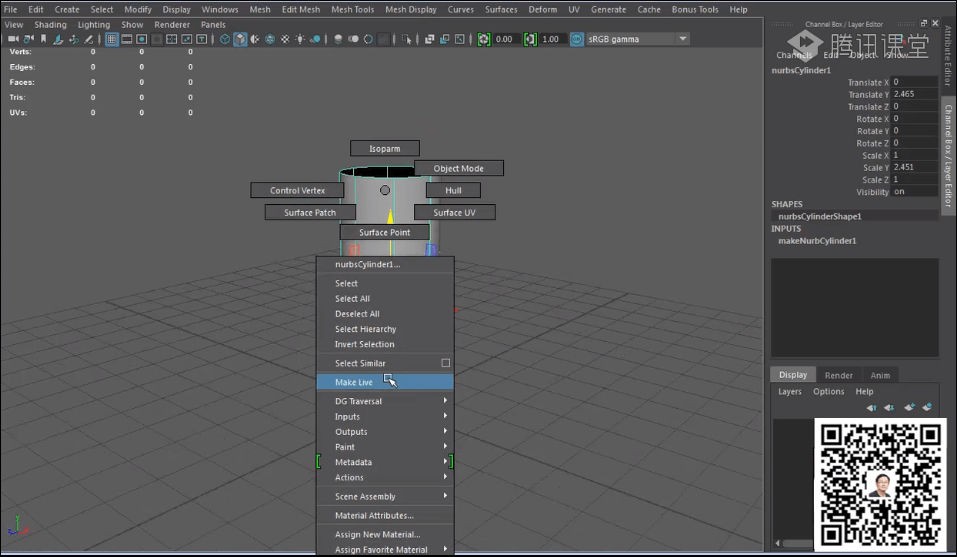 File Edit Create Select Modify Display Windows Mesh Edit Mesh Mesh Tools Mesh Display Curves Surfaces Deform UV Generate Cache Bonus Tools Help
View Shading Lighting Show Renderer Panels
0.00 1.00 sRGB gamma
Verts: 0 0 0
Edges: 0 0 0
Faces: 0 0 0
Tris: 0 0 0
UVs: 0 0 0
Isoparm
Object Mode
Control Vertex
Hull
Surface Patch
Surface UV
Surface Point
nurbsCylinder1...
Select
Select All
Deselect All
Select Hierarchy
Invert Selection
Select Similar
Make Live
DG Traversal
Inputs
Outputs
Paint
Metadata
Actions
Scene Assembly
Material Attributes...
Assign New Material...
Assign Favorite Material
Channel Box / Layer Editor
腾讯课堂
Channels Edit Object Show
nurbsCylinder1
Translate X 0
Translate Y 2.465
Translate Z 0
Rotate X 0
Rotate Y 0
Rotate Z 0
Scale X 1
Scale Y 2.451
Scale Z 1
Visibility on
SHAPES
nurbsCylinderShape1
INPUTS
makeNurbCylinder1
Display Render Anim
Layers Options Help
Attribute Editor
Channel Box / Layer Editor